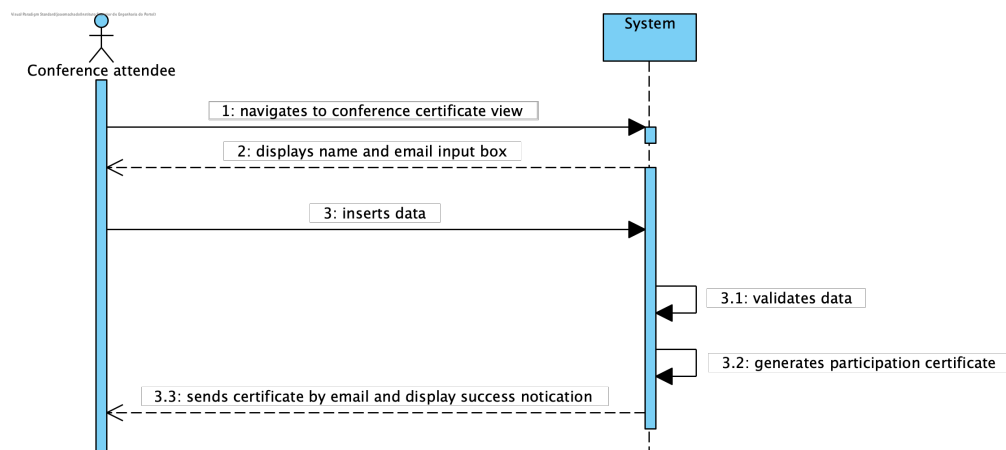 System
Conference attendee
1: navigates to conference certificate view
2: displays name and email input box
3: inserts data
3.1: validates data
3.2: generates participation certificate
3.3: sends certificate by email and display success notication